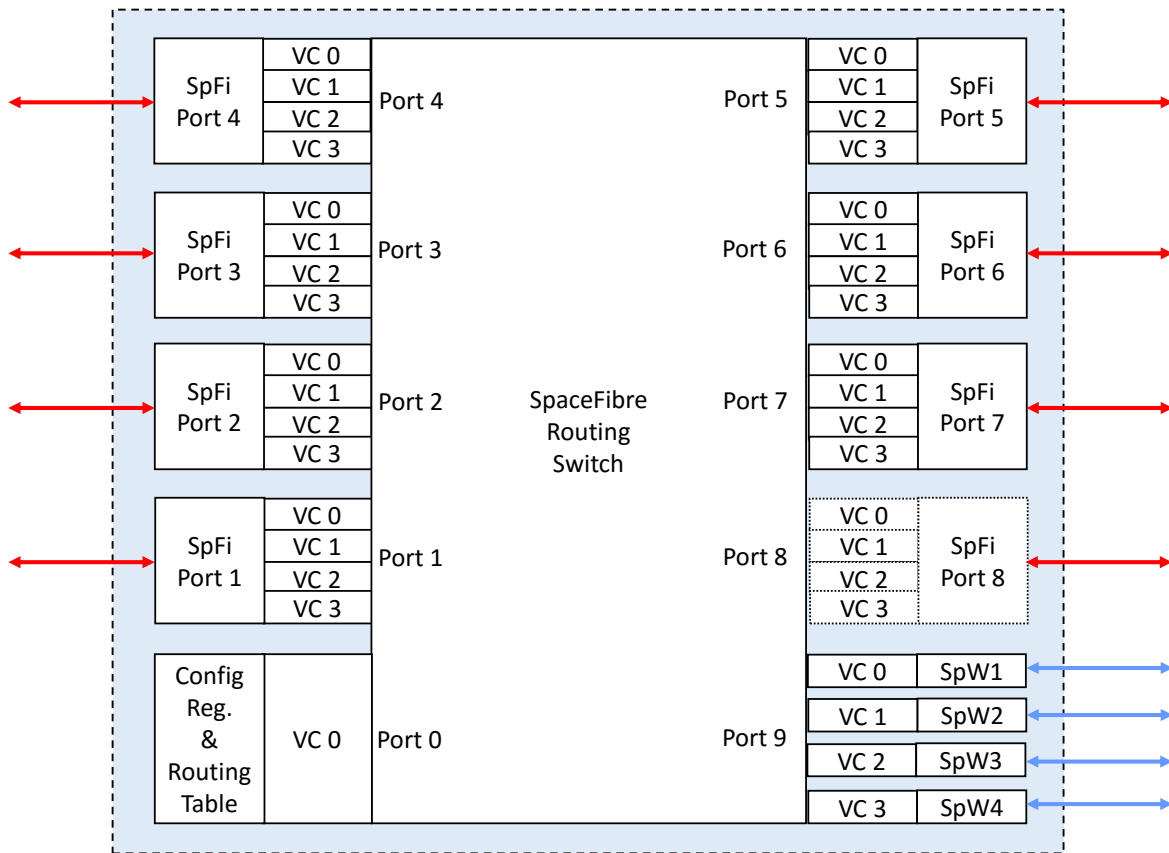 VC 0
VC 1
VC 2
VC 3
SpFi
Port 4
Port 4
Port 5
VC 0
VC 1
VC 2
VC 3
SpFi
Port 5
VC 0
VC 1
VC 2
VC 3
SpFi
Port 3
Port 3
Port 6
VC 0
VC 1
VC 2
VC 3
SpFi
Port 6
VC 0
VC 1
VC 2
VC 3
SpFi
Port 2
Port 2
SpaceFibre
Routing
Switch
Port 7
VC 0
VC 1
VC 2
VC 3
SpFi
Port 7
VC 0
VC 1
VC 2
VC 3
SpFi
Port 1
Port 1
Port 8
VC 0
VC 1
VC 2
VC 3
SpFi
Port 8
Config
Reg.
&
Routing
Table
VC 0
Port 0
Port 9
VC 0
SpW1
VC 1
SpW2
VC 2
SpW3
VC 3
SpW4